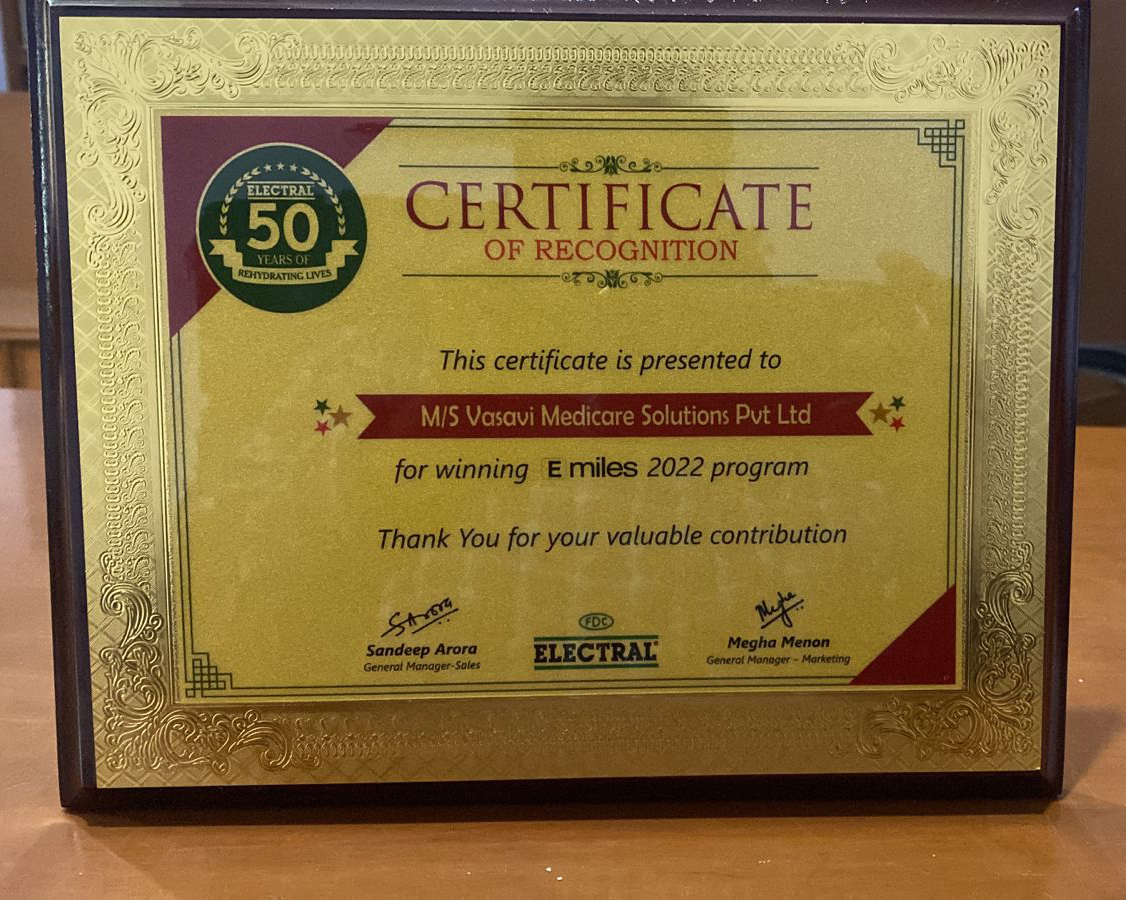 ELECTRAL
50
YEARS OF
REHYDRATING LIVES
CERTIFICATE
OF RECOGNITION
This certificate is presented to
M/S Vasavi Medicare Solutions Pvt Ltd
for winning E miles 2022 program
Thank You for your valuable contribution
S Arora
Megha
Sandeep Arora
General Manager-Sales
FDC
ELECTRAL®
Megha Menon
General Manager – Marketing